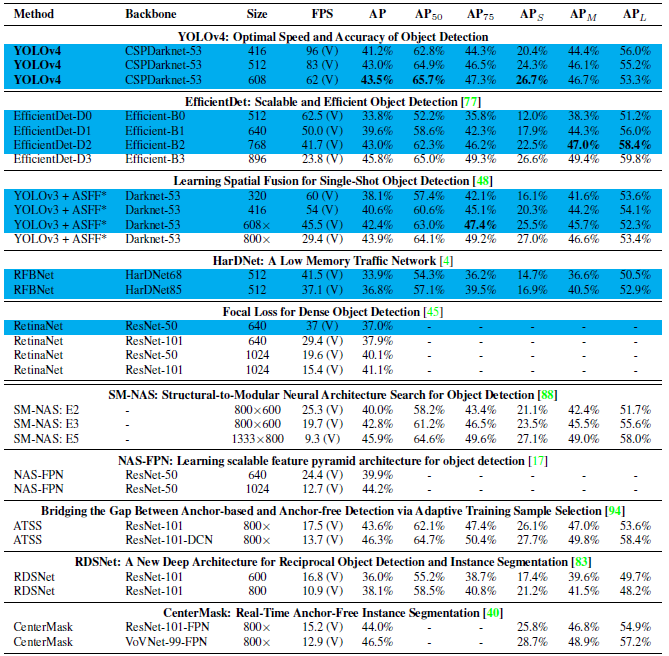 Method Backbone Size FPS AP AP50 AP75 APS APM APL
YOLOv4: Optimal Speed and Accuracy of Object Detection
YOLOv4 CSPDarknet-53 416 96 (V) 41.2% 62.8% 44.3% 20.4% 44.4% 56.0%
YOLOv4 CSPDarknet-53 512 83 (V) 43.0% 64.9% 46.5% 24.3% 46.1% 55.2%
YOLOv4 CSPDarknet-53 608 62 (V) 43.5% 65.7% 47.3% 26.7% 46.7% 53.3%
EfficientDet: Scalable and Efficient Object Detection [77]
EfficientDet-D0 Efficient-B0 512 62.5 (V) 33.8% 52.2% 35.8% 12.0% 38.3% 51.2%
EfficientDet-D1 Efficient-B1 640 50.0 (V) 39.6% 58.6% 42.3% 17.9% 44.3% 56.0%
EfficientDet-D2 Efficient-B2 768 41.7 (V) 43.0% 62.3% 46.2% 22.5% 47.0% 58.4%
EfficientDet-D3 Efficient-B3 896 23.8 (V) 45.8% 65.0% 49.3% 26.6% 49.4% 59.8%
Learning Spatial Fusion for Single-Shot Object Detection [48]
YOLOv3 + ASFF* Darknet-53 320 60 (V) 38.1% 57.4% 42.1% 16.1% 41.6% 53.6%
YOLOv3 + ASFF* Darknet-53 416 54 (V) 40.6% 60.6% 45.1% 20.3% 44.2% 54.1%
YOLOv3 + ASFF* Darknet-53 608× 45.5 (V) 42.4% 63.0% 47.4% 25.5% 45.7% 52.3%
YOLOv3 + ASFF* Darknet-53 800× 29.4 (V) 43.9% 64.1% 49.2% 27.0% 46.6% 53.4%
HarDNet: A Low Memory Traffic Network [4]
RFBNet HarDNet68 512 41.5 (V) 33.9% 54.3% 36.2% 14.7% 36.6% 50.5%
RFBNet HarDNet85 512 37.1 (V) 36.8% 57.1% 39.5% 16.9% 40.5% 52.9%
Focal Loss for Dense Object Detection [45]
RetinaNet ResNet-50 640 37 (V) 37.0% - - - - -
RetinaNet ResNet-101 640 29.4 (V) 37.9% - - - - -
RetinaNet ResNet-50 1024 19.6 (V) 40.1% - - - - -
RetinaNet ResNet-101 1024 15.4 (V) 41.1% - - - - -
SM-NAS: Structural-to-Modular Neural Architecture Search for Object Detection [88]
SM-NAS: E2 - 800×600 25.3 (V) 40.0% 58.2% 43.4% 21.1% 42.4% 51.7%
SM-NAS: E3 - 800×600 19.7 (V) 42.8% 61.2% 46.5% 23.5% 45.5% 55.6%
SM-NAS: E5 - 1333×800 9.3 (V) 45.9% 64.6% 49.6% 27.1% 49.0% 58.0%
NAS-FPN: Learning scalable feature pyramid architecture for object detection [17]
NAS-FPN ResNet-50 640 24.4 (V) 39.9% - - - - -
NAS-FPN ResNet-50 1024 12.7 (V) 44.2% - - - - -
Bridging the Gap Between Anchor-based and Anchor-free Detection via Adaptive Training Sample Selection [94]
ATSS ResNet-101 800× 17.5 (V) 43.6% 62.1% 47.4% 26.1% 47.0% 53.6%
ATSS ResNet-101-DCN 800× 13.7 (V) 46.3% 64.7% 50.4% 27.7% 49.8% 58.4%
RDSNet: A New Deep Architecture for Reciprocal Object Detection and Instance Segmentation [83]
RDSNet ResNet-101 600 16.8 (V) 36.0% 55.2% 38.7% 17.4% 39.6% 49.7%
RDSNet ResNet-101 800 10.9 (V) 38.1% 58.5% 40.8% 21.2% 41.5% 48.2%
CenterMask: Real-Time Anchor-Free Instance Segmentation [40]
CenterMask ResNet-101-FPN 800× 15.2 (V) 44.0% - - 25.8% 46.8% 54.9%
CenterMask VoVNet-99-FPN 800× 12.9 (V) 46.5% - - 28.7% 48.9% 57.2%